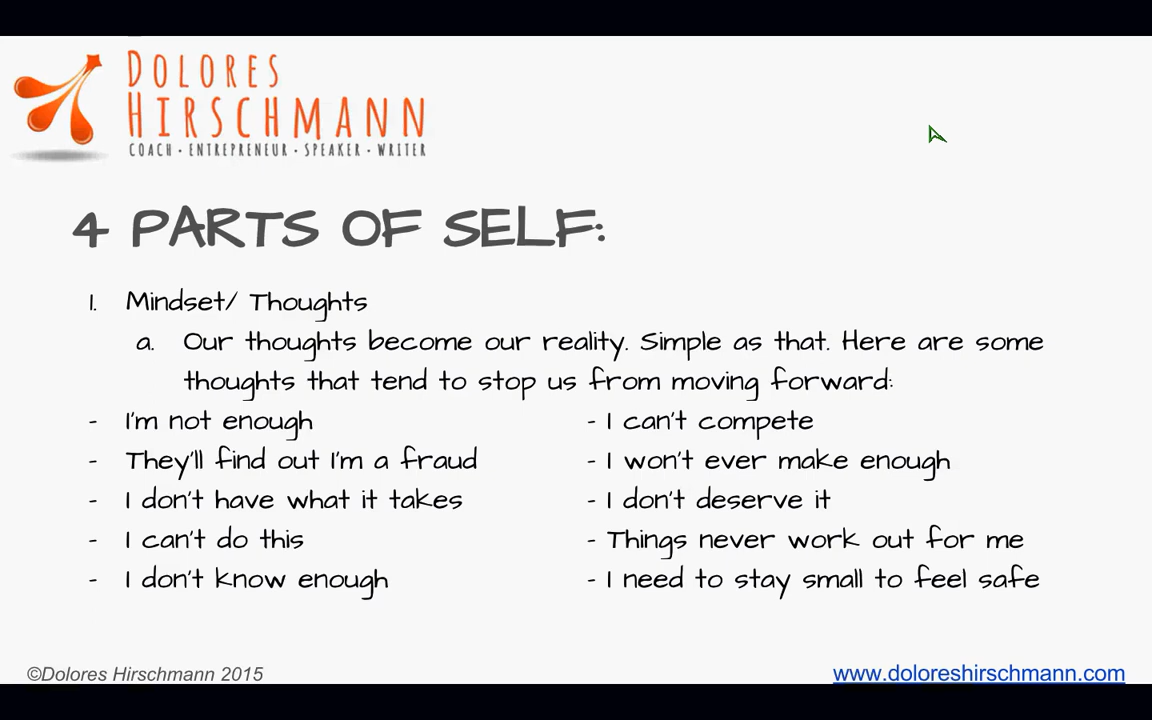 DOLORES
HIRSCHMANN
COACH • ENTREPRENEUR • SPEAKER • WRITER
4 PARTS OF SELF:
1. Mindset/ Thoughts
a. Our thoughts become our reality. Simple as that. Here are some
thoughts that tend to stop us from moving forward:
- I'm not enough - I can't compete
- They'll find out I'm a fraud - I won't ever make enough
- I don't have what it takes - I don't deserve it
- I can't do this - Things never work out for me
- I don't know enough - I need to stay small to feel safe
©Dolores Hirschmann 2015 www.doloreshirschmann.com